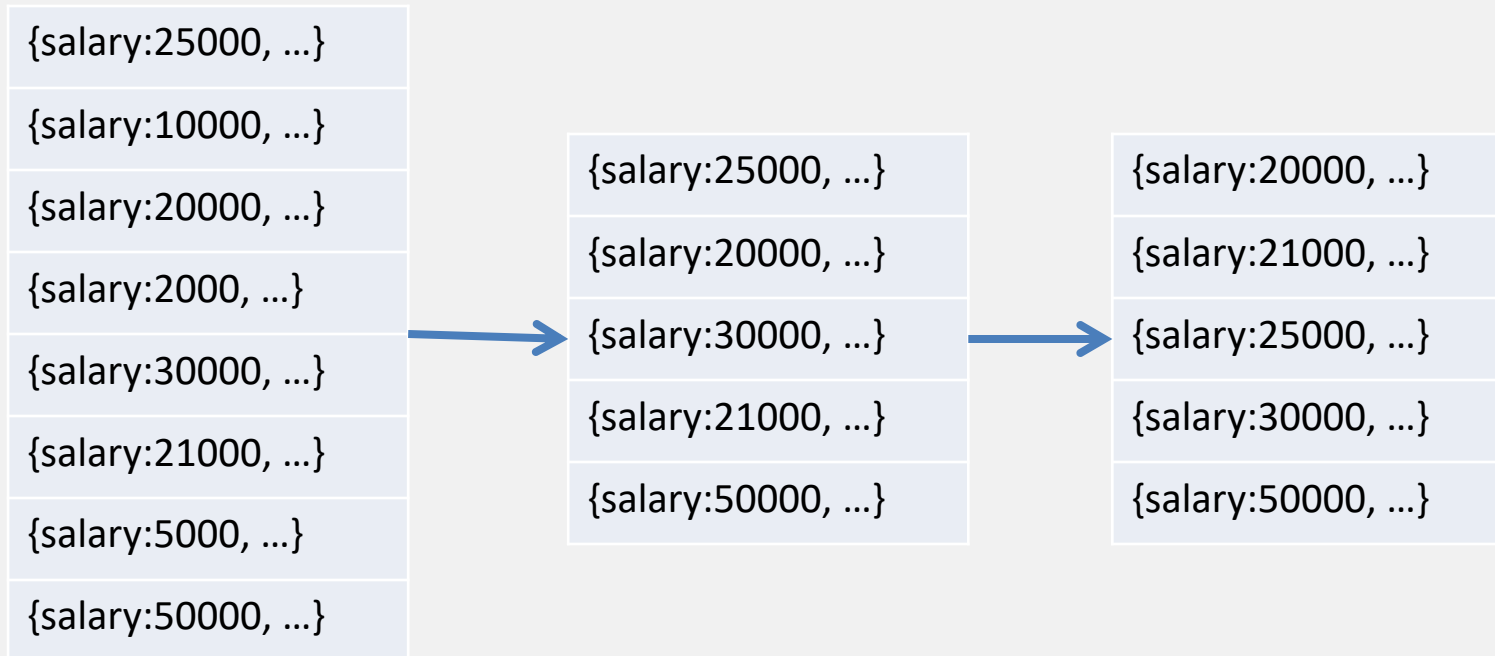 {salary:25000, …}
{salary:10000, …}
{salary:20000, …}
{salary:2000, …}
{salary:30000, …}
{salary:21000, …}
{salary:5000, …}
{salary:50000, …}
{salary:25000, …}
{salary:20000, …}
{salary:30000, …}
{salary:21000, …}
{salary:50000, …}
{salary:20000, …}
{salary:21000, …}
{salary:25000, …}
{salary:30000, …}
{salary:50000, …}